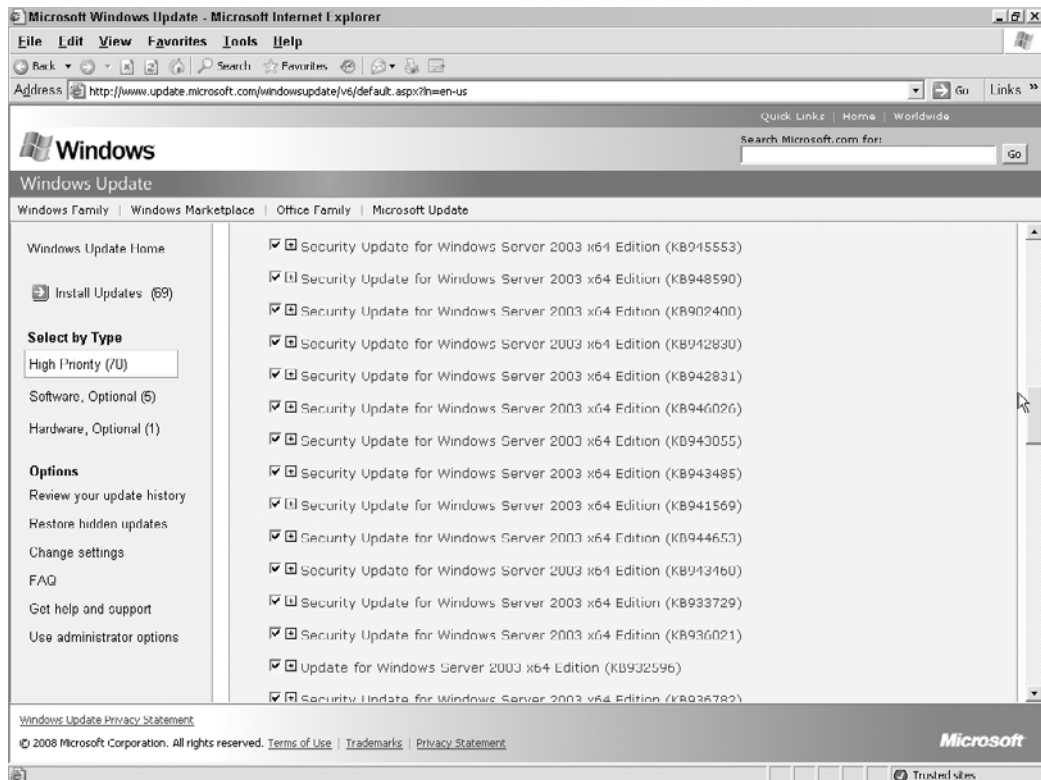 Microsoft Windows Update - Microsoft Internet Explorer
File Edit View Favorites Tools Help
Back Search Favorites
Address http://www.update.microsoft.com/windowsupdate/v6/default.aspx?ln=en-us Go Links »
Quick Links | Home | Worldwide
Windows
Search Microsoft.com for:
Go
Windows Update
Windows Family | Windows Marketplace | Office Family | Microsoft Update
Windows Update Home
Install Updates (69)
Select by Type
High Priority (70)
Software, Optional (5)
Hardware, Optional (1)
Options
Review your update history
Restore hidden updates
Change settings
FAQ
Get help and support
Use administrator options
Security Update for Windows Server 2003 x64 Edition (KB945553)
Security Update for Windows Server 2003 x64 Edition (KB948590)
Security Update for Windows Server 2003 x64 Edition (KB902400)
Security Update for Windows Server 2003 x64 Edition (KB942830)
Security Update for Windows Server 2003 x64 Edition (KB942831)
Security Update for Windows Server 2003 x64 Edition (KB946026)
Security Update for Windows Server 2003 x64 Edition (KB943055)
Security Update for Windows Server 2003 x64 Edition (KB943485)
Security Update for Windows Server 2003 x64 Edition (KB941569)
Security Update for Windows Server 2003 x64 Edition (KB944653)
Security Update for Windows Server 2003 x64 Edition (KB943460)
Security Update for Windows Server 2003 x64 Edition (KB933729)
Security Update for Windows Server 2003 x64 Edition (KB936021)
Update for Windows Server 2003 x64 Edition (KB932596)
Security Update for Windows Server 2003 x64 Edition (KB936782)
Windows Update Privacy Statement
© 2008 Microsoft Corporation. All rights reserved. Terms of Use | Trademarks | Privacy Statement
Microsoft
Trusted sites